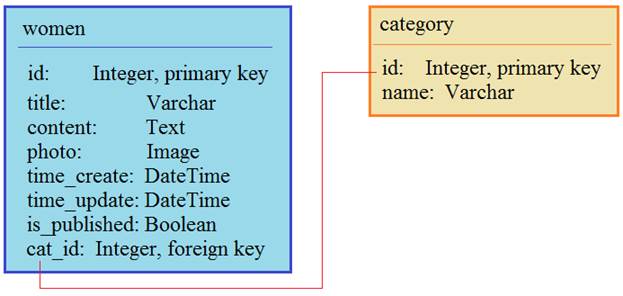 women
id: Integer, primary key
title: Varchar
content: Text
photo: Image
time_create: DateTime
time_update: DateTime
is_published: Boolean
cat_id: Integer, foreign key
category
id: Integer, primary key
name: Varchar